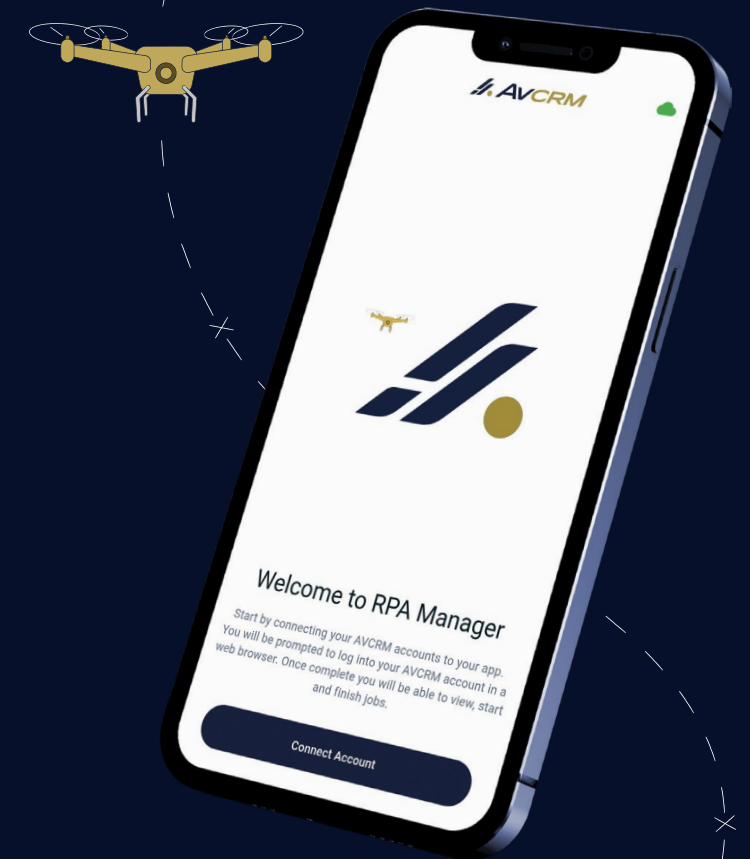 AVCRM
Welcome to RPA Manager
Start by connecting your AVCRM accounts to your app.
You will be prompted to log into your AVCRM account in a
web browser. Once complete you will be able to view, start
and finish jobs.
Connect Account